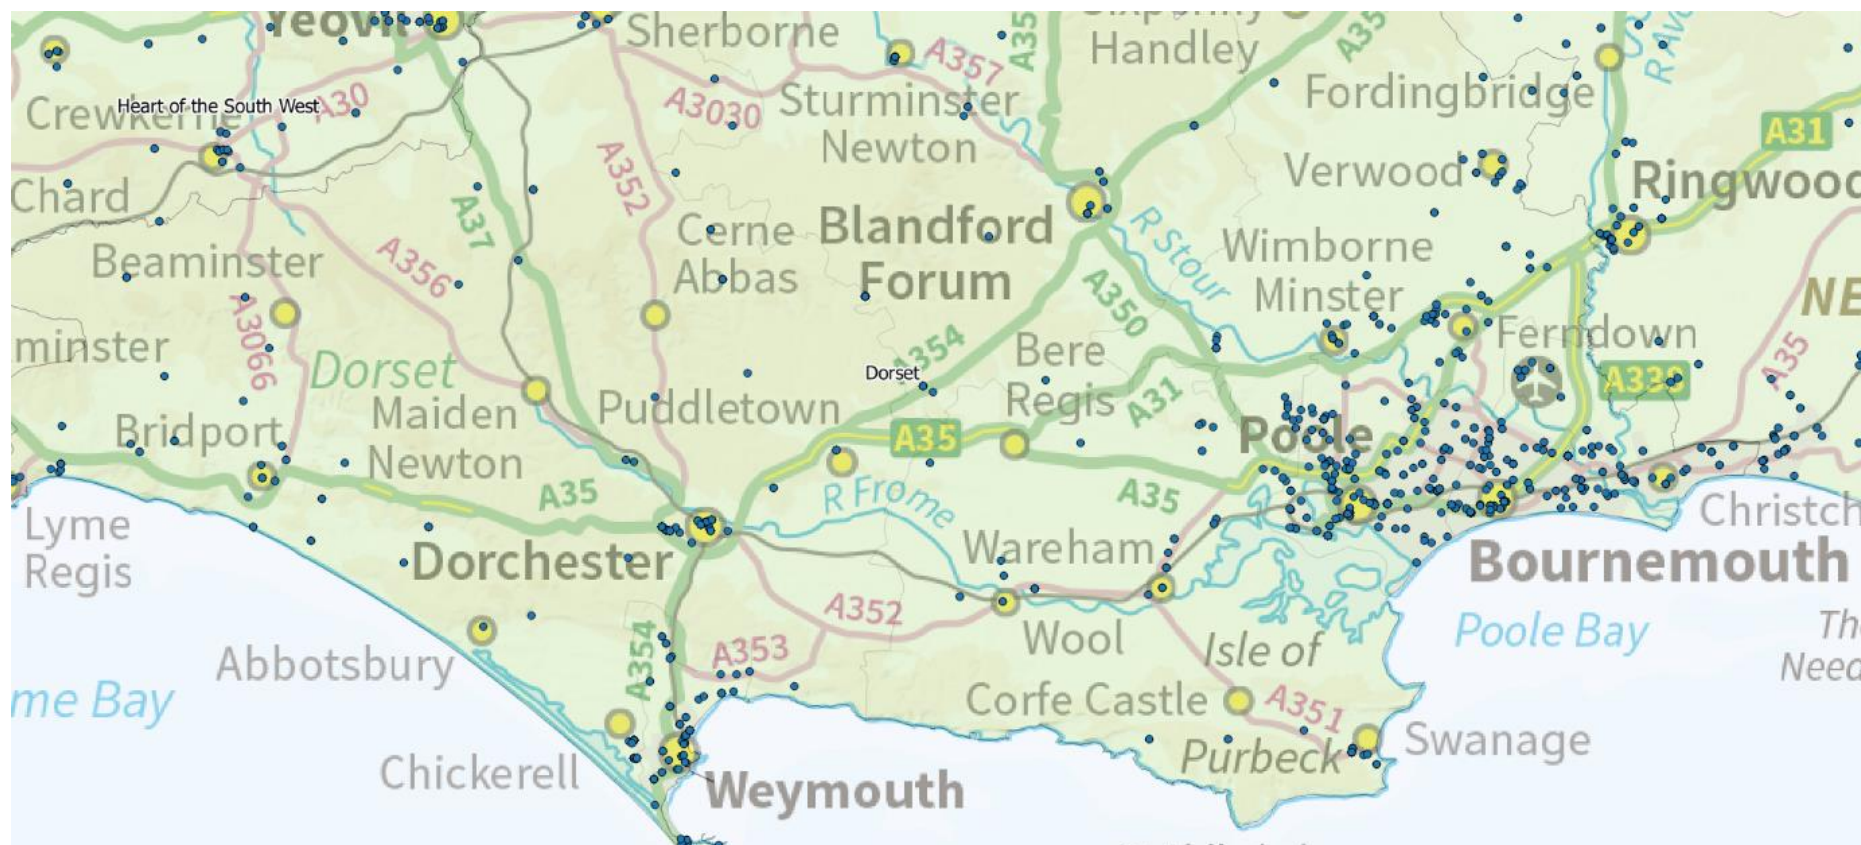 Yeovil
Sherborne
A357
A35
Handley
A35
R Avo
Fordingbridge
Crewkerne
Heart of the South West
A30
A3030
Sturminster
Newton
A31
Chard
A352
Verwood
Ringwood
A37
Cerne
Abbas
Blandford
Forum
R Stour
Wimborne
Minster
Beaminster
A356
A350
NE
minster
A3066
Dorset
A354
Bere
Regis
Ferndown
A35
A338
Dorset
Maiden
Newton
Puddletown
A31
Bridport
A35
Poole
A35
R Frome
A35
Lyme
Regis
Christch
Dorchester
Wareham
Bournemouth
A352
Wool
Isle of
Poole Bay
Th
Need
Abbotsbury
A354
A353
me Bay
Corfe Castle
A351
Swanage
Purbeck
Chickerell
Weymouth